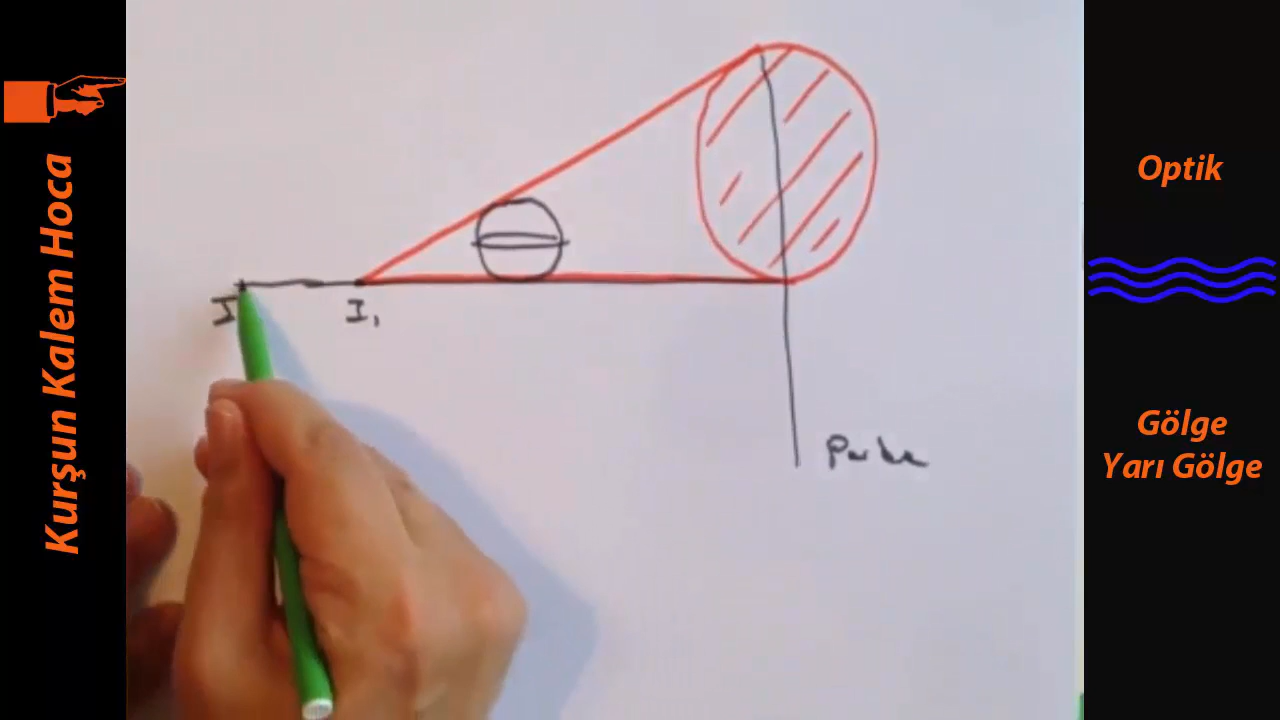 Kurşun Kalem Hoca
I
I₁
Perde
Optik
Gölge
Yarı Gölge